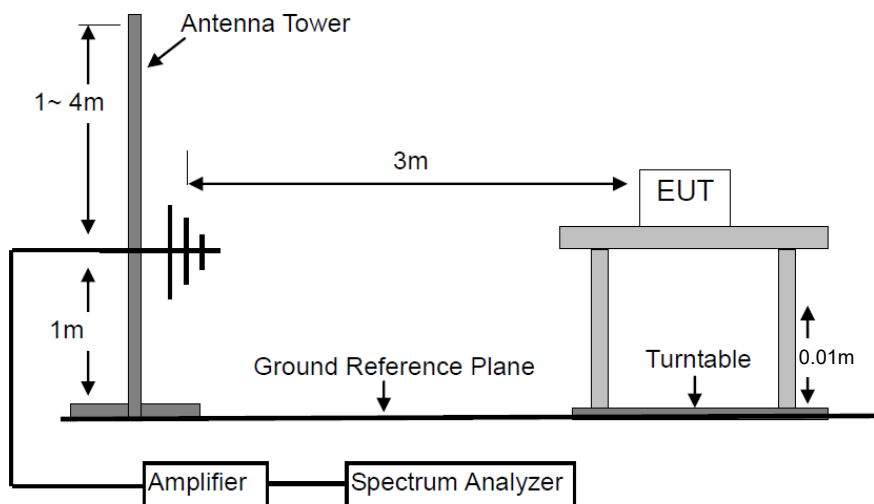 Antenna Tower
1~ 4m
3m
EUT
1m
Ground Reference Plane
Turntable
0.01m
Amplifier
Spectrum Analyzer